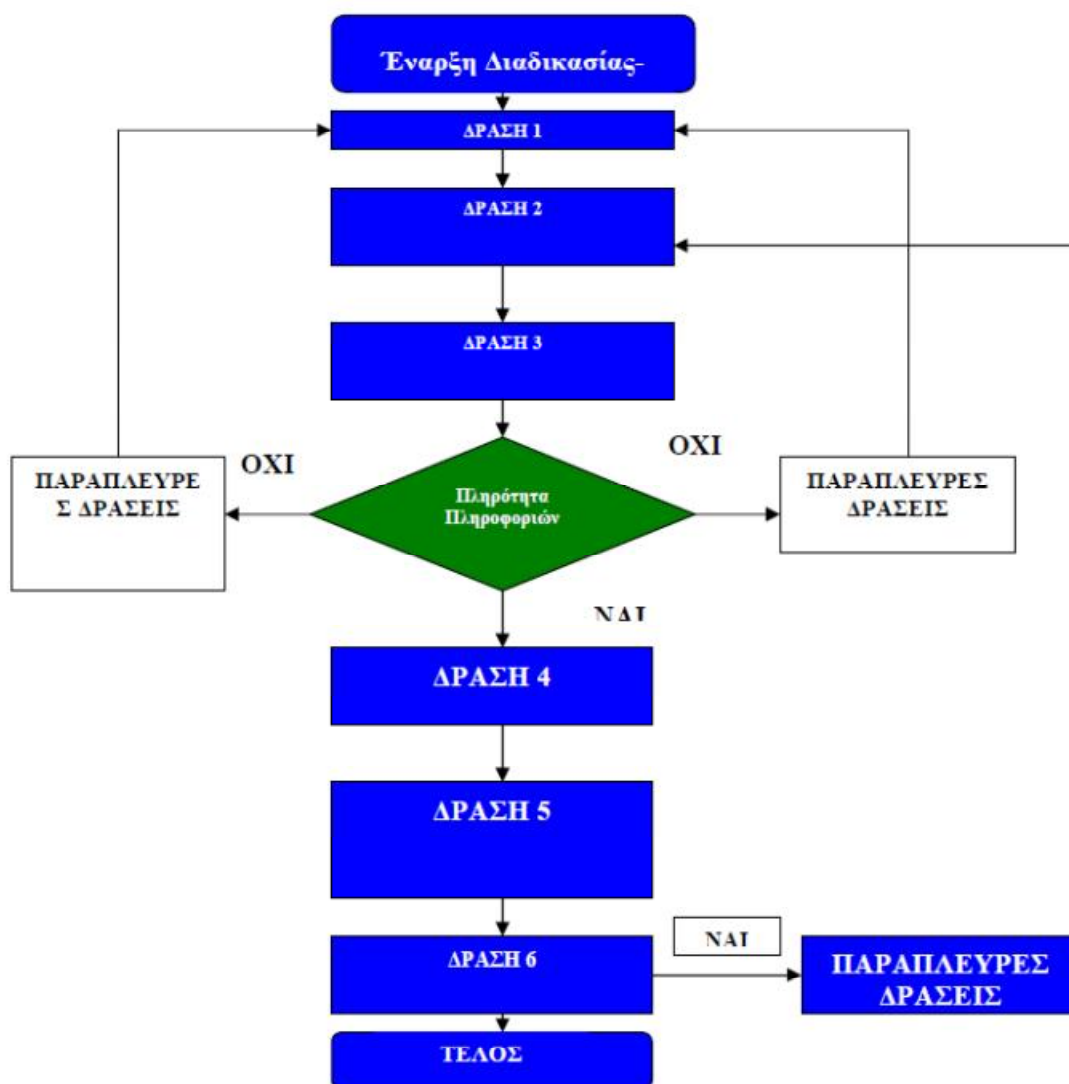 Έναρξη Διαδικασίας-
ΔΡΑΣΗ 1
ΔΡΑΣΗ 2
ΔΡΑΣΗ 3
ΟΧΙ
ΟΧΙ
ΠΑΡΑΠΛΕΥΡΕ
Σ ΔΡΑΣΕΙΣ
Πληρότητα
Πληροφοριών
ΠΑΡΑΠΛΕΥΡΕΣ
ΔΡΑΣΕΙΣ
ΝΑΙ
ΔΡΑΣΗ 4
ΔΡΑΣΗ 5
ΔΡΑΣΗ 6
ΝΑΙ
ΠΑΡΑΠΛΕΥΡΕΣ
ΔΡΑΣΕΙΣ
ΤΕΛΟΣ